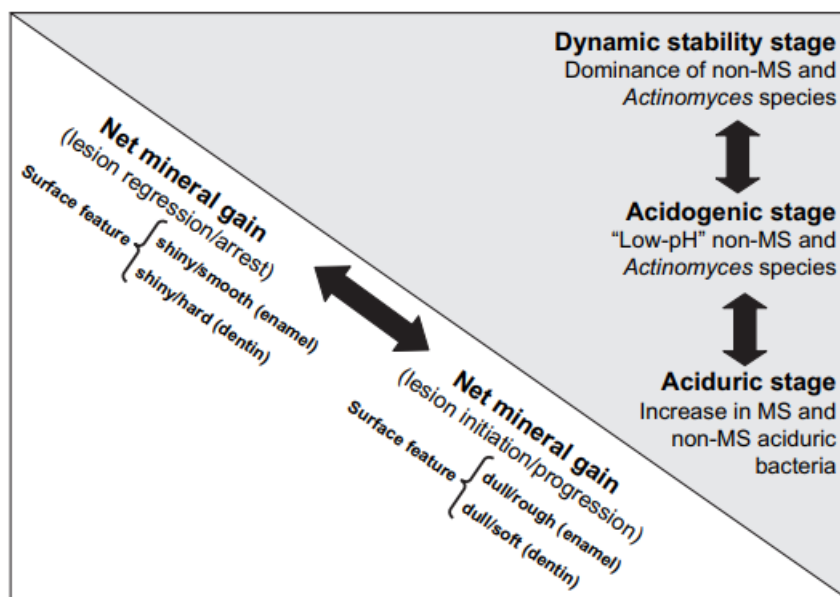 Dynamic stability stage
Dominance of non-MS and
Actinomyces species
Acidogenic stage
“Low-pH” non-MS and
Actinomyces species
Aciduric stage
Increase in MS and
non-MS aciduric
bacteria
Net mineral gain
(lesion regression/arrest)
Surface feature
shiny/smooth (enamel)
shiny/hard (dentin)
Net mineral gain
(lesion initiation/progression)
Surface feature
dull/rough (enamel)
dull/soft (dentin)